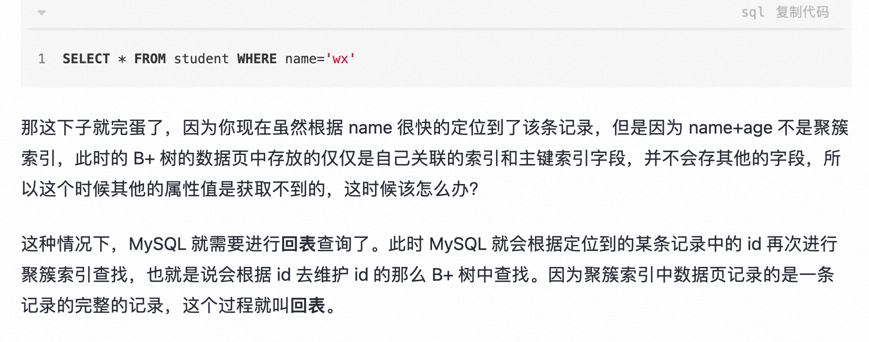 sql 复制代码
1 SELECT * FROM student WHERE name='wx'
那这下子就完蛋了，因为你现在虽然根据 name 很快的定位到了该条记录，但是因为 name+age 不是聚簇
索引，此时的 B+ 树的数据页中存放的仅仅是自己关联的索引和主键索引字段，并不会存其他的字段，所
以这个时候其他的属性值是获取不到的，这时候该怎么办?
这种情况下，MySQL 就需要进行回表查询了。此时 MySQL 就会根据定位到的某条记录中的 id 再次进行
聚簇索引查找，也就是说会根据 id 去维护 id 的那么 B+ 树中查找。因为聚簇索引中数据页记录的是一条
记录的完整的记录，这个过程就叫回表。